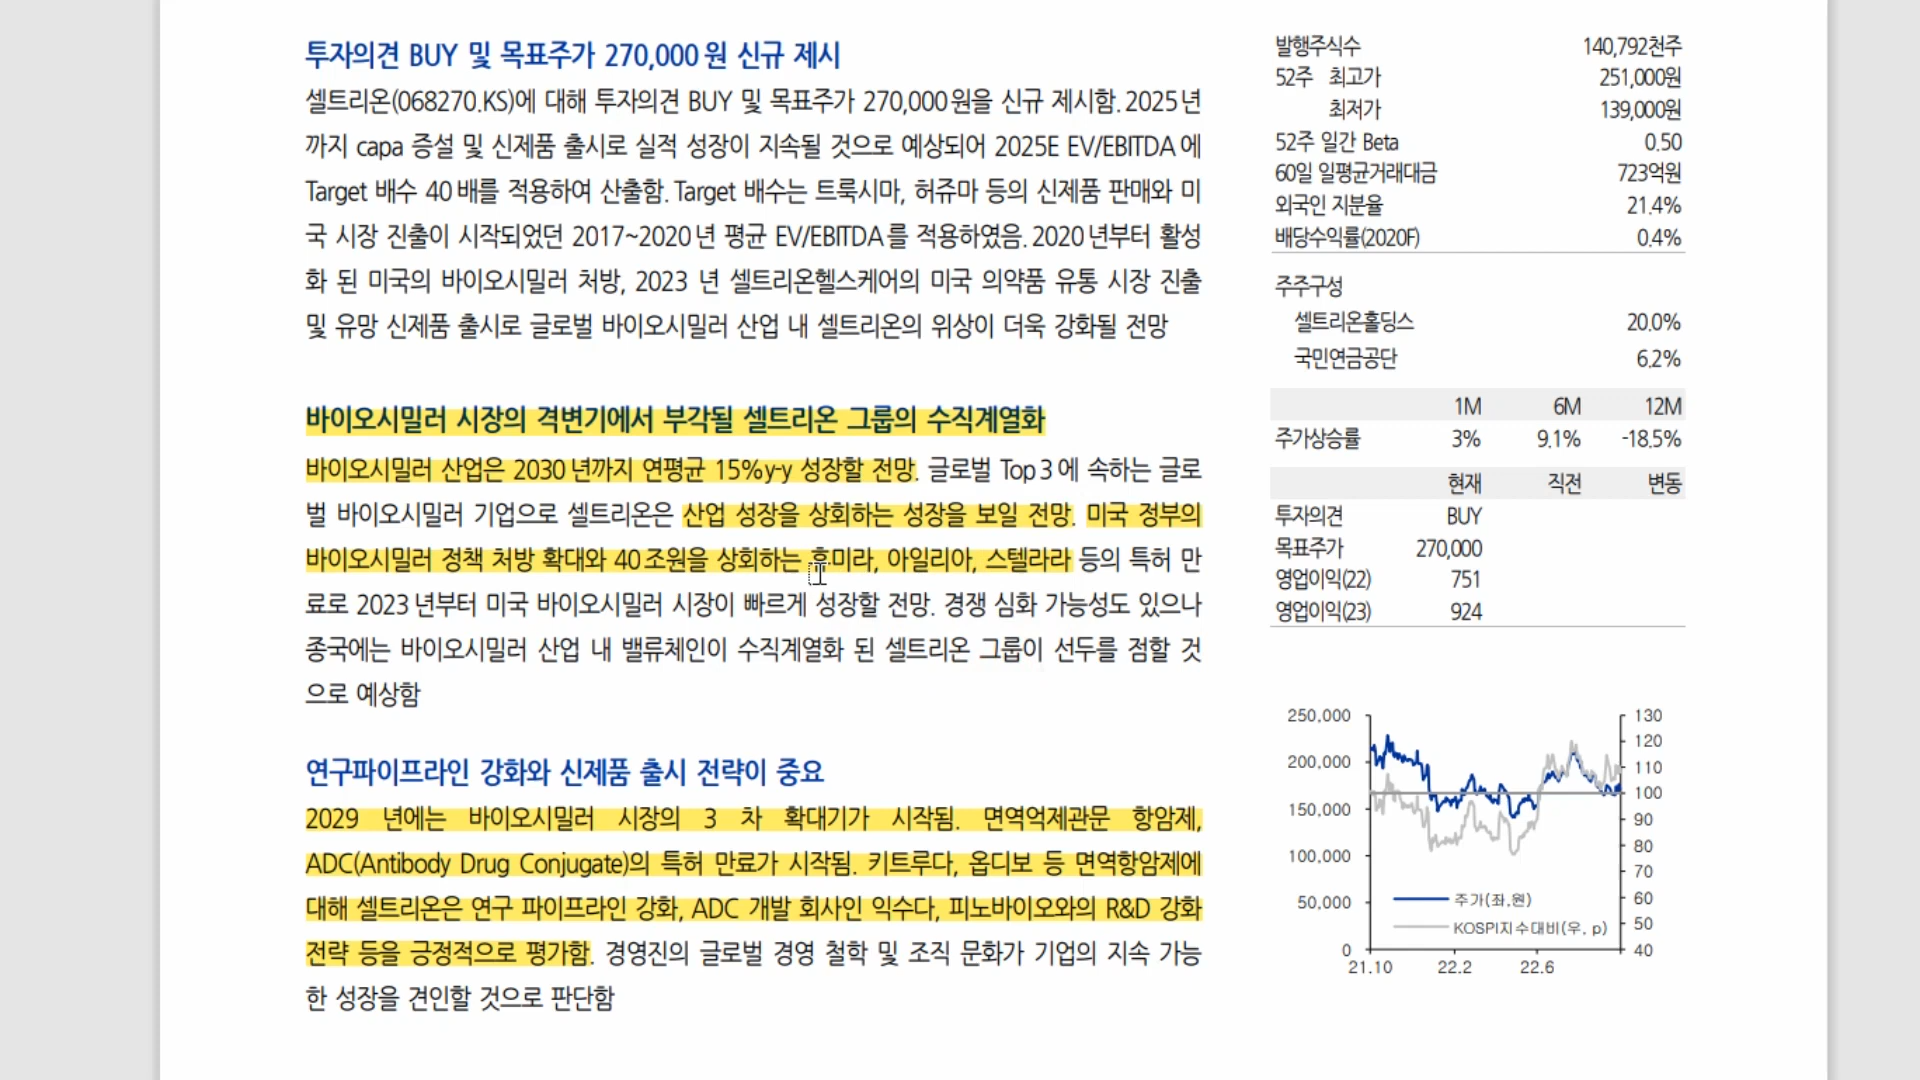 투자의견 BUY 및 목표주가 270,000원 신규 제시
셀트리온(068270.KS)에 대해 투자의견 BUY 및 목표주가 270,000원을 신규 제시함. 2025년
까지 capa 증설 및 신제품 출시로 실적 성장이 지속될 것으로 예상되어 2025E EV/EBITDA에
Target 배수 40배를 적용하여 산출함. Target 배수는 트룩시마, 허쥬마 등의 신제품 판매와 미
국 시장 진출이 시작되었던 2017~2020년 평균 EV/EBITDA를 적용하였음. 2020년부터 활성
화 된 미국의 바이오시밀러 처방, 2023 년 셀트리온헬스케어의 미국 의약품 유통 시장 진출
및 유망 신제품 출시로 글로벌 바이오시밀러 산업 내 셀트리온의 위상이 더욱 강화될 전망
바이오시밀러 시장의 격변기에서 부각될 셀트리온 그룹의 수직계열화
바이오시밀러 산업은 2030년까지 연평균 15%y-y 성장할 전망. 글로벌 Top3에 속하는 글로
벌 바이오시밀러 기업으로 셀트리온은 산업 성장을 상회하는 성장을 보일 전망. 미국 정부의
바이오시밀러 정책 처방 확대와 40조원을 상회하는 휴미라, 아일리아, 스텔라라 등의 특허 만
료로 2023년부터 미국 바이오시밀러 시장이 빠르게 성장할 전망. 경쟁 심화 가능성도 있으나
종국에는 바이오시밀러 산업 내 밸류체인이 수직계열화 된 셀트리온 그룹이 선두를 점할 것
으로 예상함
연구파이프라인 강화와 신제품 출시 전략이 중요
2029 년에는 바이오시밀러 시장의 3 차 확대기가 시작됨. 면역억제관문 항암제,
ADC(Antibody Drug Conjugate)의 특허 만료가 시작됨. 키트루다, 옵디보 등 면역항암제에
대해 셀트리온은 연구 파이프라인 강화, ADC 개발 회사인 익수다, 피노바이오와의 R&D 강화
전략 등을 긍정적으로 평가함. 경영진의 글로벌 경영 철학 및 조직 문화가 기업의 지속 가능
한 성장을 견인할 것으로 판단함
발행주식수 140,792천주
52주 최고가 251,000원
최저가 139,000원
52주 일간 Beta 0.50
60일 일평균거래대금 723억원
외국인 지분율 21.4%
배당수익률(2020F) 0.4%
주주구성
셀트리온홀딩스 20.0%
국민연금공단 6.2%
1M 6M 12M
주가상승률 3% 9.1% -18.5%
현재 직전 변동
투자의견 BUY
목표주가 270,000
영업이익(22) 751
영업이익(23) 924
250,000 130
200,000 120
150,000 110
100,000 100
50,000 90
0 80
70
60
50
40
주가(좌,원)
KOSPI지수대비(우, p)
21.10 22.2 22.6